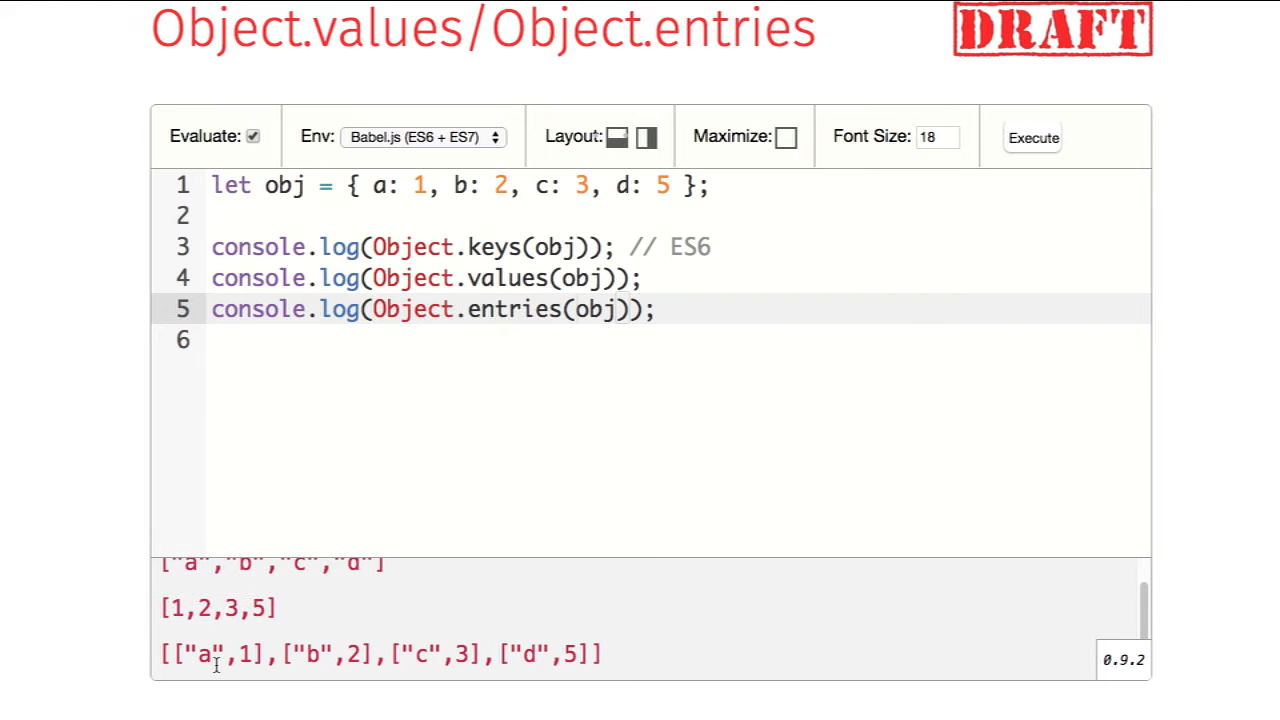 Object.values/Object.entries
DRAFT
Evaluate: Env: Babel.js (ES6 + ES7) Layout: Maximize: Font Size: 18 Execute
1 let obj = { a: 1, b: 2, c: 3, d: 5 };
2
3 console.log(Object.keys(obj)); // ES6
4 console.log(Object.values(obj));
5 console.log(Object.entries(obj));
6
["a","b","c","d"]
[1,2,3,5]
[["a",1],["b",2],["c",3],["d",5]]
0.9.2